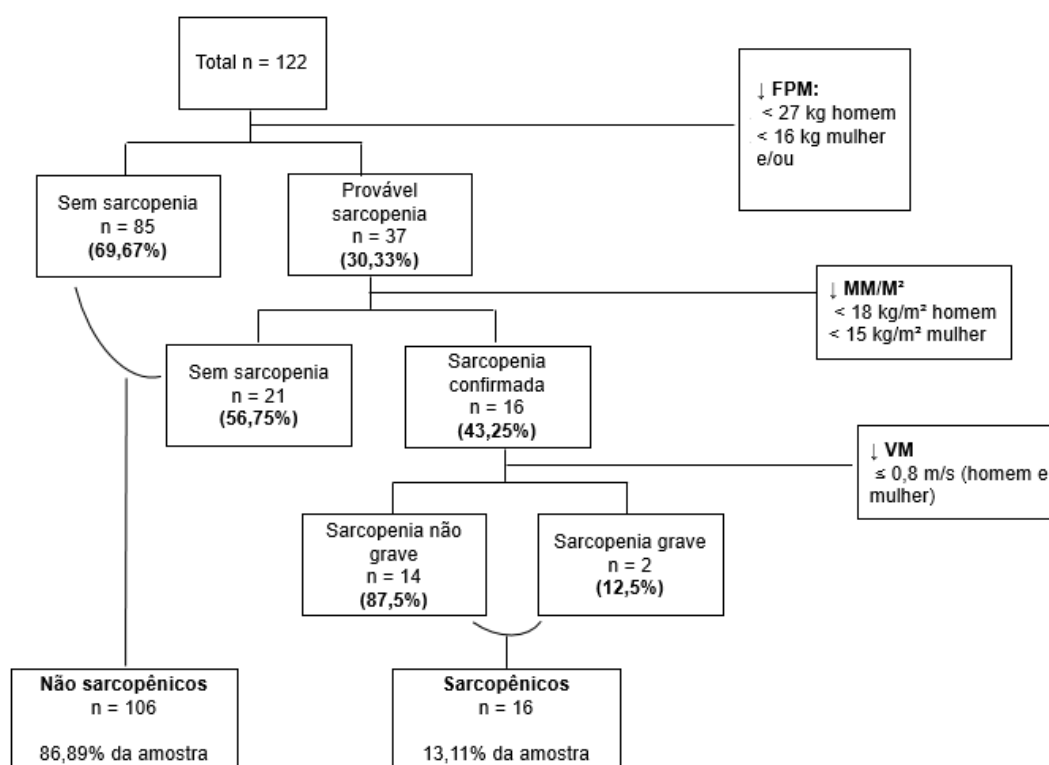 Total n = 122
↓ FPM:
< 27 kg homem
< 16 kg mulher
e/ou
Sem sarcopenia
n = 85
(69,67%)
Provável
sarcopenia
n = 37
(30,33%)
↓ MM/M²
< 18 kg/m² homem
< 15 kg/m² mulher
Sem sarcopenia
n = 21
(56,75%)
Sarcopenia
confirmada
n = 16
(43,25%)
↓ VM
≤ 0,8 m/s (homem e
mulher)
Sarcopenia não
grave
n = 14
(87,5%)
Sarcopenia grave
n = 2
(12,5%)
Não sarcopênicos
n = 106
86,89% da amostra
Sarcopênicos
n = 16
13,11% da amostra